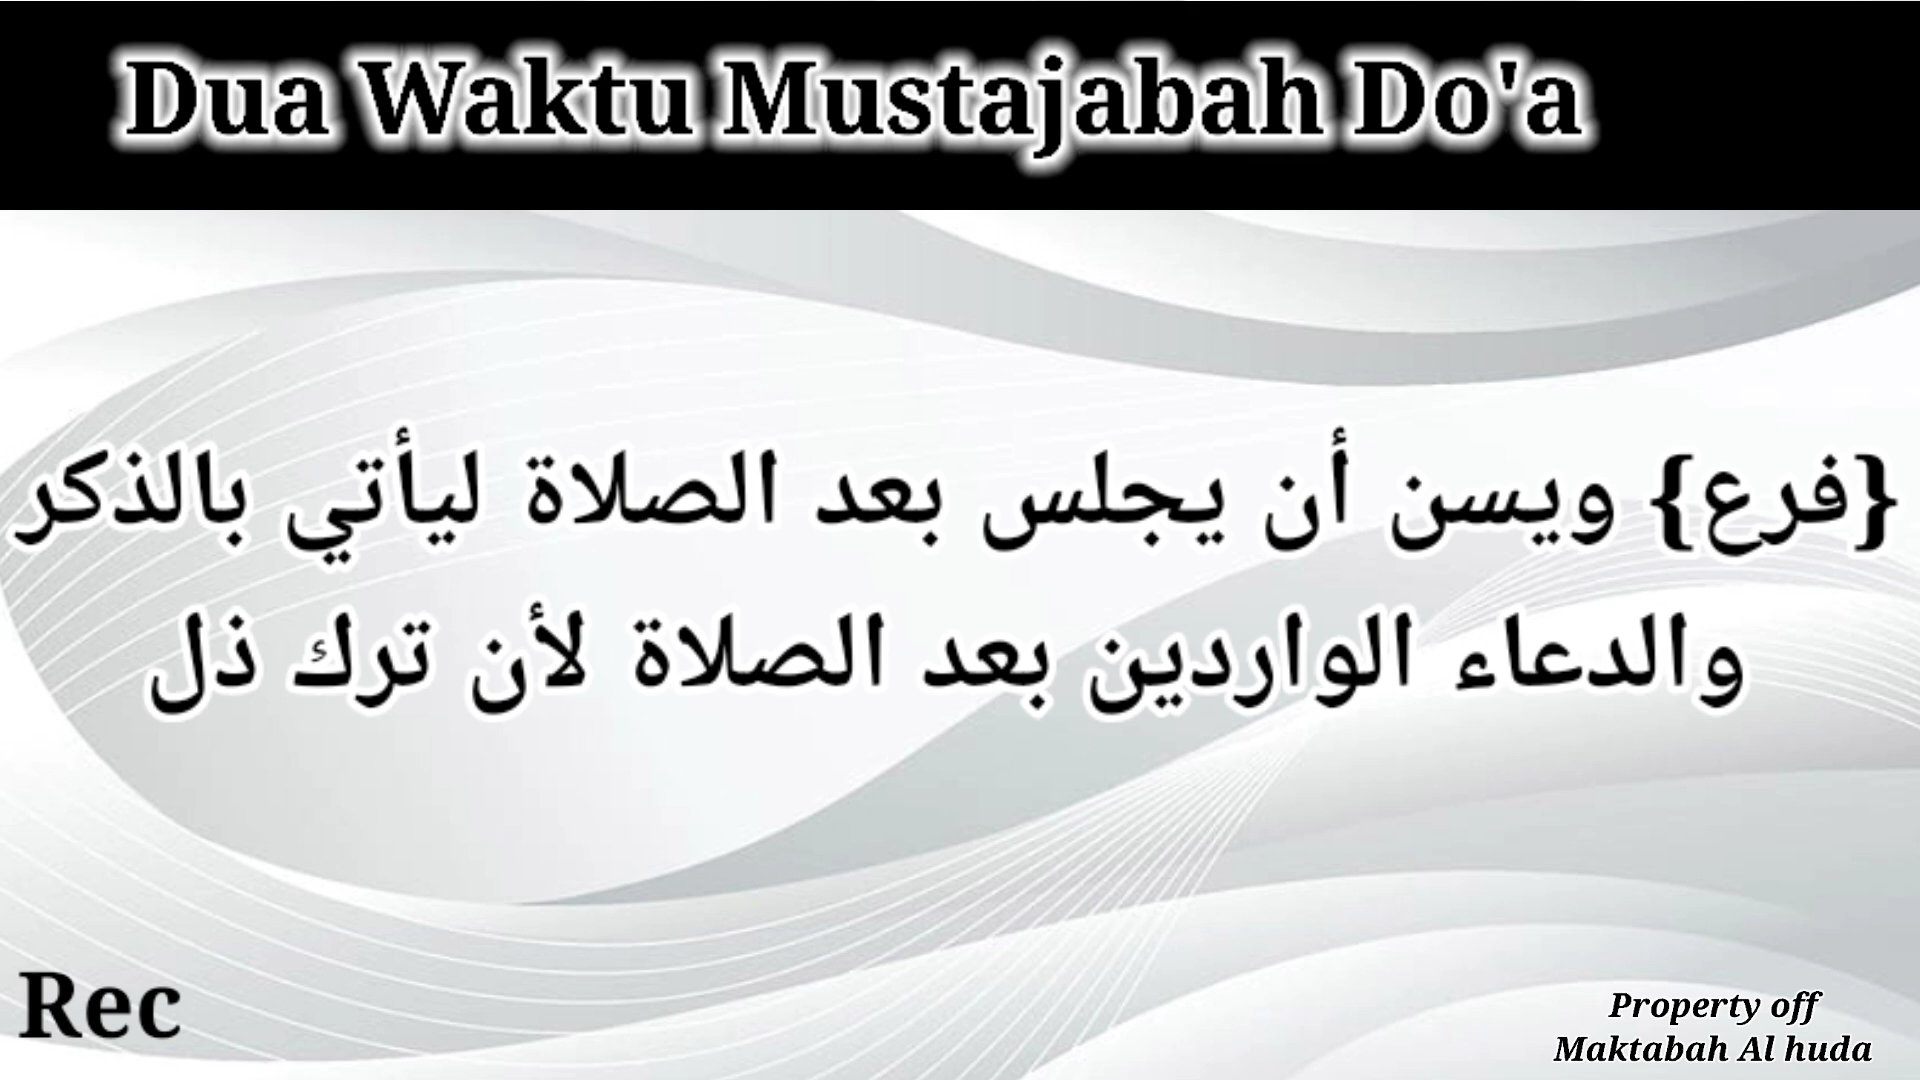 Dua Waktu Mustajabah Do'a
{فرع} ويسن أن يجلس بعد الصلاة ليأتي بالذكر
والدعاء الواردين بعد الصلاة لأن ترك ذل
Rec
Property off
Maktabah Al huda